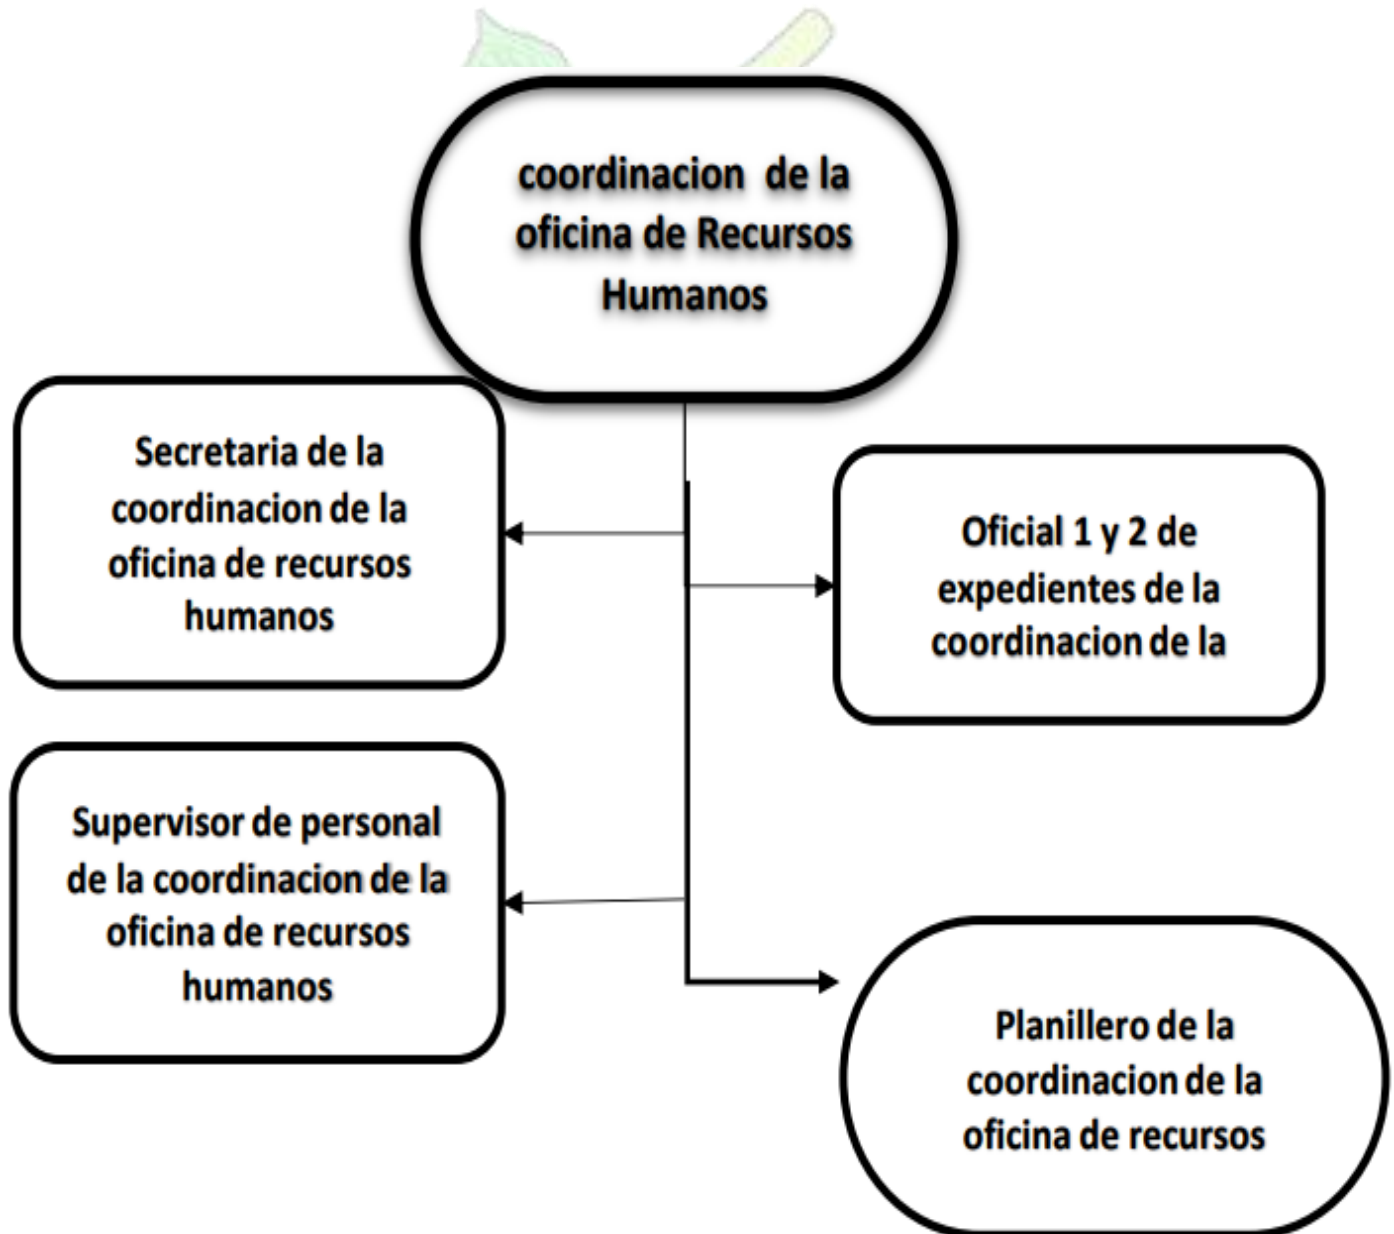 coordinacion de la
oficina de Recursos
Humanos
Secretaria de la
coordinacion de la
oficina de recursos
humanos
Oficial 1 y 2 de
expedientes de la
coordinacion de la
Supervisor de personal
de la coordinacion de la
oficina de recursos
humanos
Planillero de la
coordinacion de la
oficina de recursos